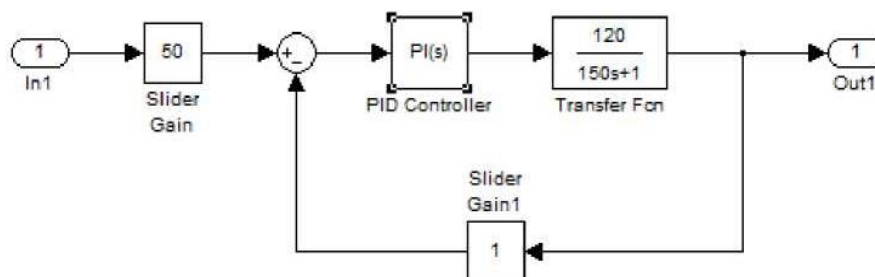 1
In1
50
Slider
Gain
+
−
PI(s)
PID Controller
120
150s+1
Transfer Fcn
1
Out1
Slider
Gain1
1